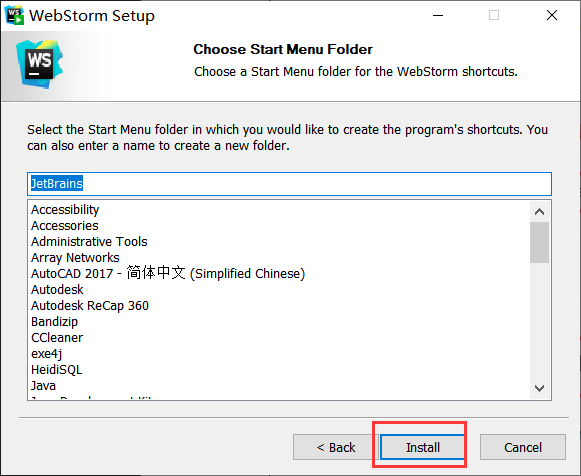 WebStorm Setup
WS
Choose Start Menu Folder
Choose a Start Menu folder for the WebStorm shortcuts.
Select the Start Menu folder in which you would like to create the program's shortcuts. You
can also enter a name to create a new folder.
JetBrains
Accessibility
Accessories
Administrative Tools
Array Networks
AutoCAD 2017 - 简体中文 (Simplified Chinese)
Autodesk
Autodesk ReCap 360
Bandizip
CCleaner
exe4j
HeidiSQL
Java
< Back
Install
Cancel